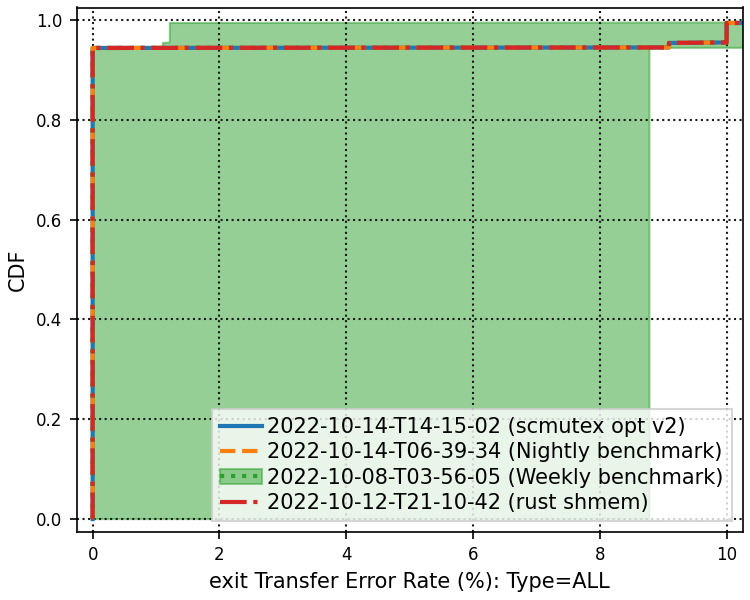 1.0
0.8
0.6
0.4
0.2
0.0
CDF
2022-10-14-T14-15-02 (scmutex opt v2)
2022-10-14-T06-39-34 (Nightly benchmark)
2022-10-08-T03-56-05 (Weekly benchmark)
2022-10-12-T21-10-42 (rust shmem)
0 2 4 6 8 10
exit Transfer Error Rate (%): Type=ALL